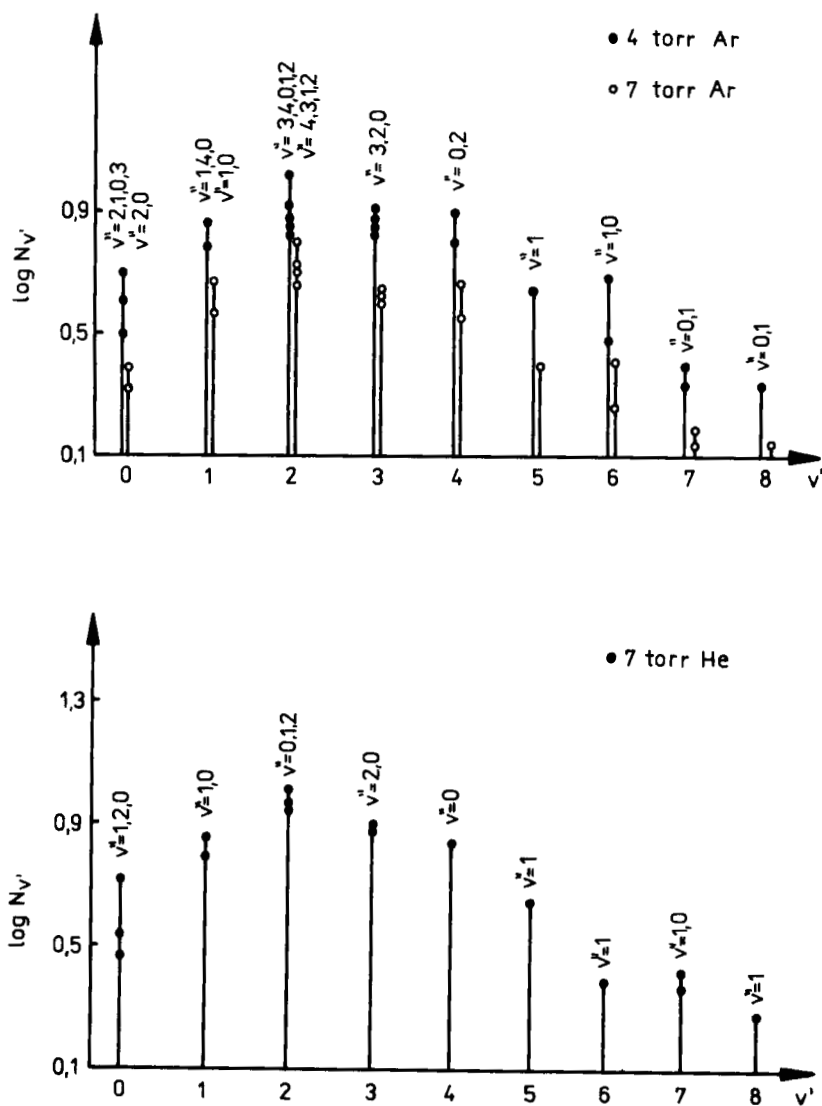 • 4 torr Ar
○ 7 torr Ar
log Nv'
0,9
0,5
0,1
v"=2,1,0,3
v"=2,0
v"=1,4,0
v"=1,0
v"=3,4,0,1,2
v"=4,3,1,2
v"=3,2,0
v"=0,2
v"=1
v"=1,0
v"=0,1
v"=0,1
0 1 2 3 4 5 6 7 8 v'
• 7 torr He
log Nv'
1,3
0,9
0,5
0,1
v"=1,2,0
v"=1,0
v"=0,1,2
v"=2,0
v"=0
v"=1
v"=1
v"=1,0
v"=1
0 1 2 3 4 5 6 7 8 v'